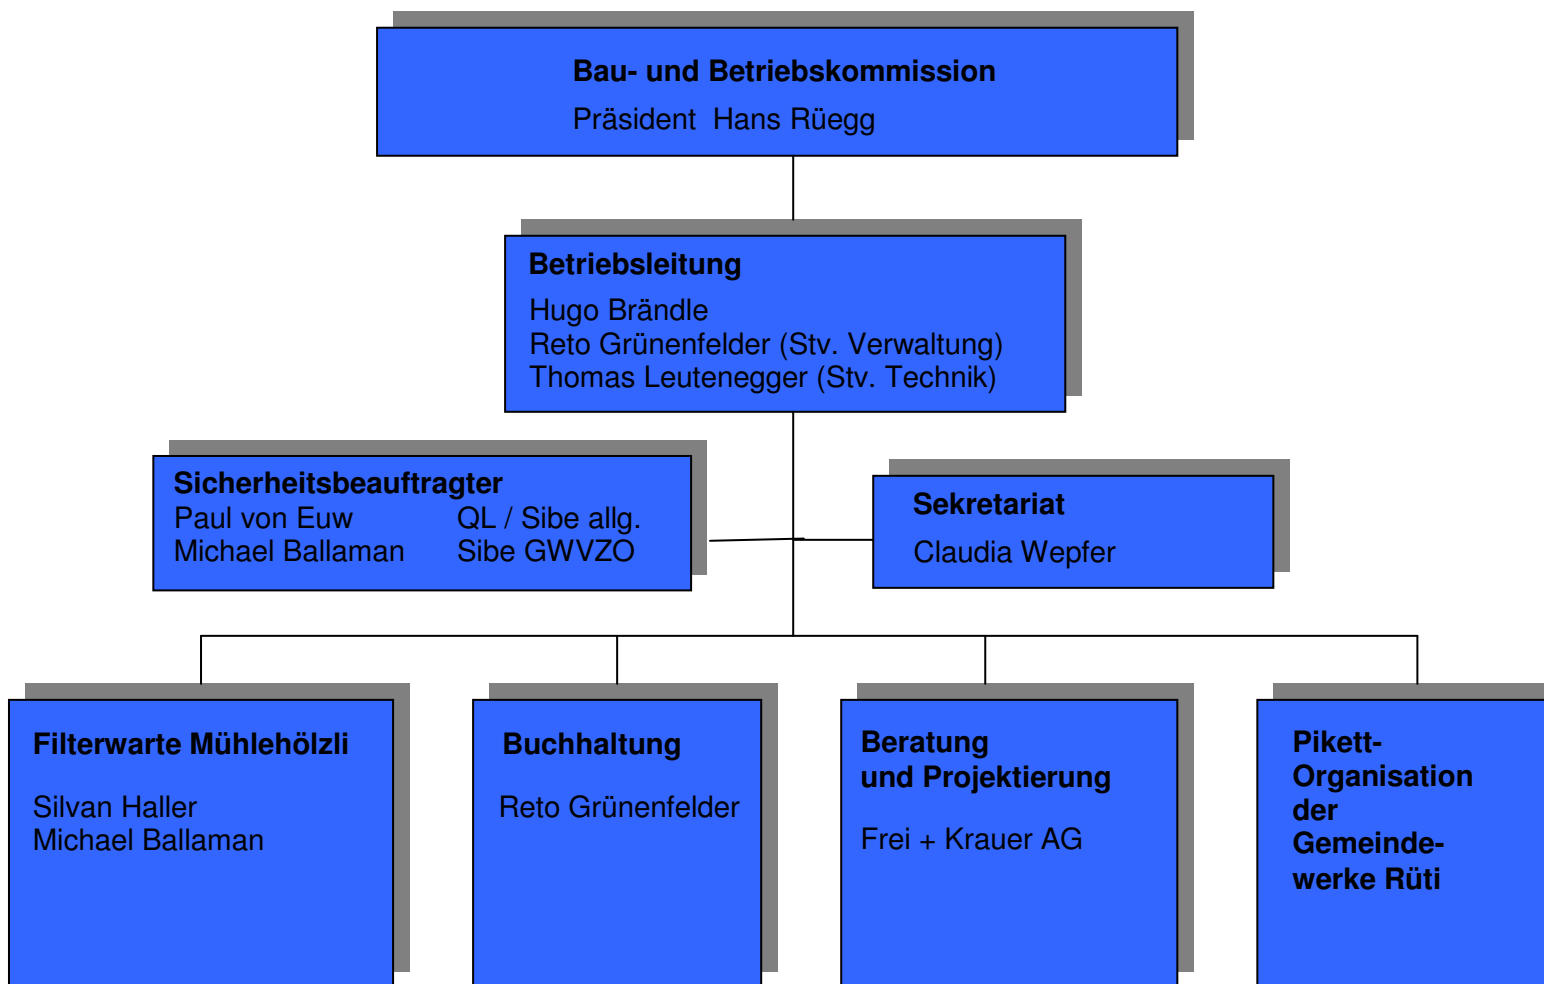 Bau- und Betriebskommission
Präsident Hans Rüegg
Betriebsleitung
Hugo Brändle
Reto Grünenfelder (Stv. Verwaltung)
Thomas Leutenegger (Stv. Technik)
Sicherheitsbeauftragter
Paul von Euw QL / Sibe allg.
Michael Ballaman Sibe GWVZO
Sekretariat
Claudia Wepfer
Filterwarte Mühlehölzli
Silvan Haller
Michael Ballaman
Buchhaltung
Reto Grünenfelder
Beratung
und Projektierung
Frei + Krauer AG
Pikett-
Organisation
der
Gemeinde-
werke Rüti